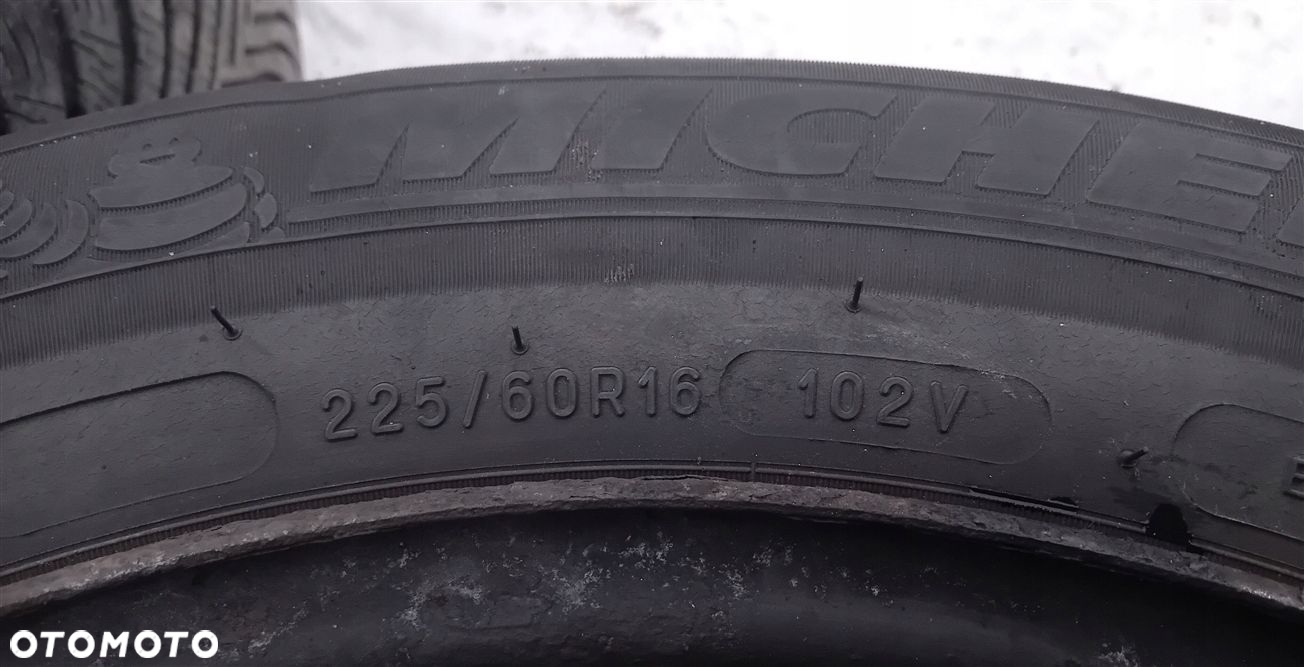 MICHE
225/60R16 102V
OTOMOTO